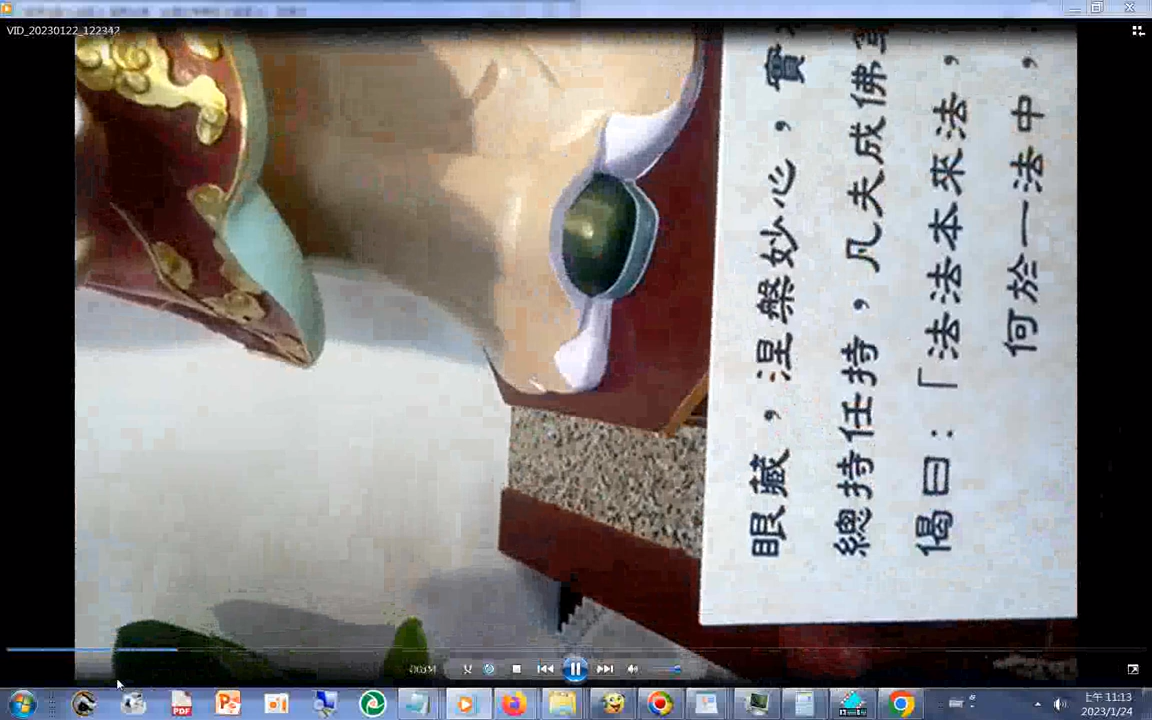 VID_20230122_122342
眼藏，涅槃妙心，實
總持任持，凡夫成佛
偈曰：「法法本來法，
何於一法中，
上午 11:13
2023/1/24